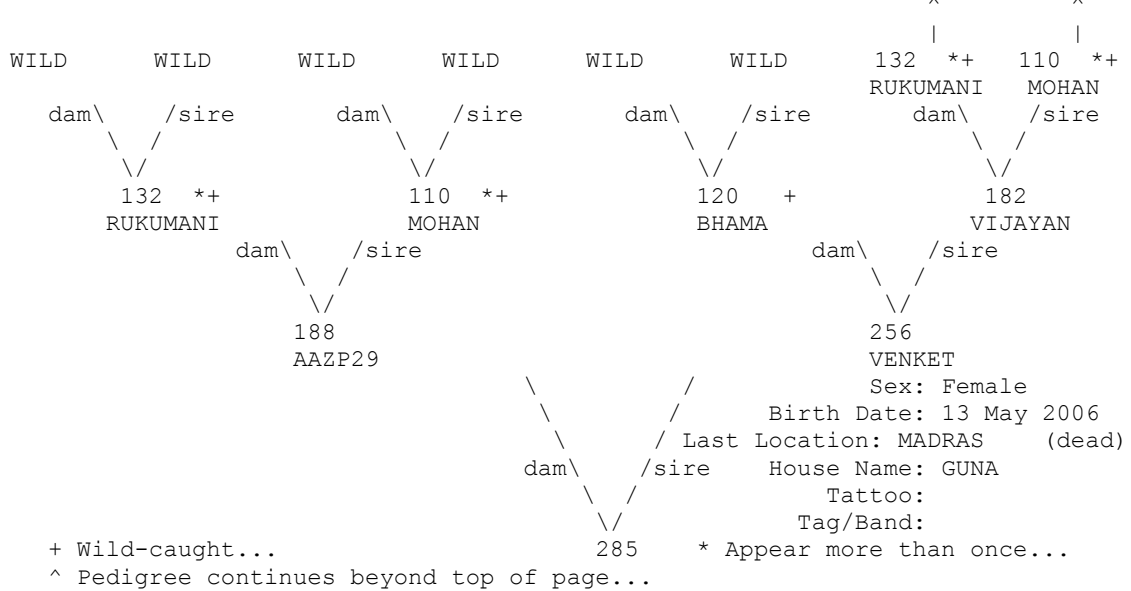 ^ ^
| |
WILD WILD WILD WILD WILD WILD 132 *+ 110 *+
RUKUMANI MOHAN
dam\ /sire dam\ /sire dam\ /sire dam\ /sire
\ / \ / \ / \ /
\/ \/ \/ \/
132 *+ 110 *+ 120 + 182
RUKUMANI MOHAN BHAMA VIJAYAN
dam\ /sire dam\ /sire
\ / \ /
\/ \/
188 256
AAZP29 VENKET
\ / Sex: Female
\ / Birth Date: 13 May 2006
\ / Last Location: MADRAS (dead)
dam\ /sire House Name: GUNA
\ / Tattoo:
\/ Tag/Band:
+ Wild-caught... 285 * Appear more than once...
^ Pedigree continues beyond top of page...